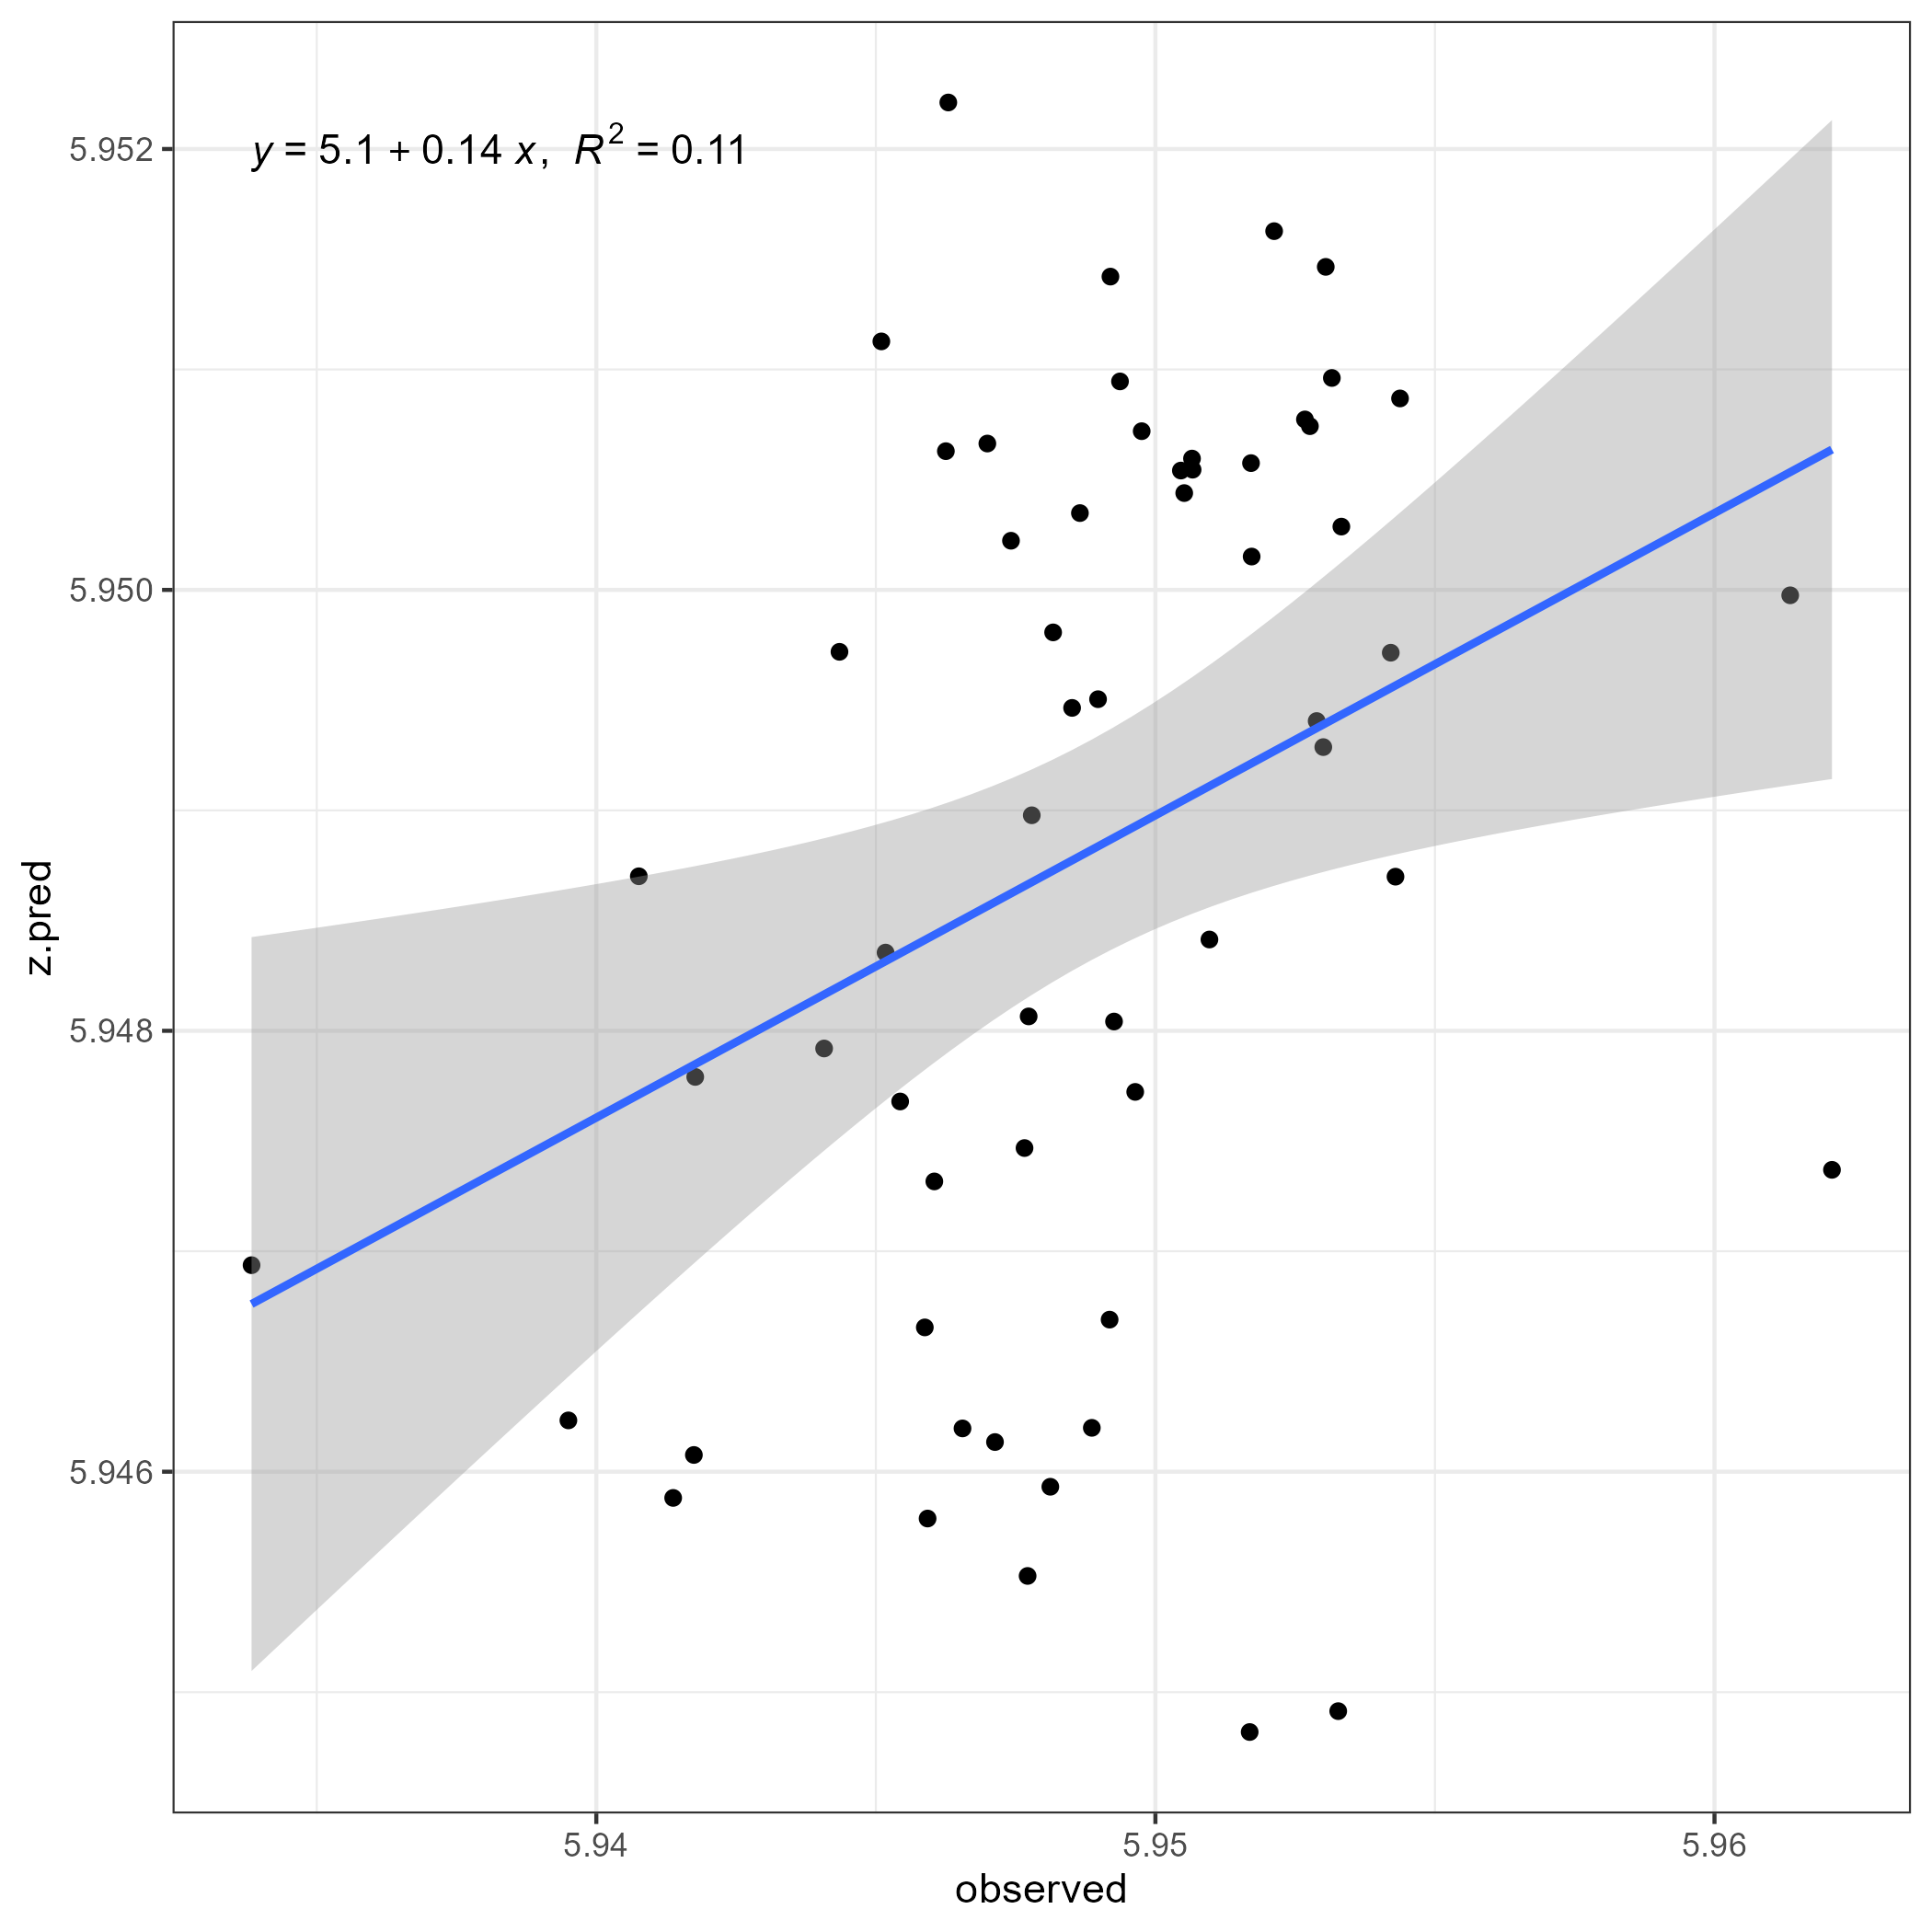 y = 5.1 + 0.14 x, R² = 0.11
5.952
5.950
5.948
5.946
z.pred
5.94 5.95 5.96
observed